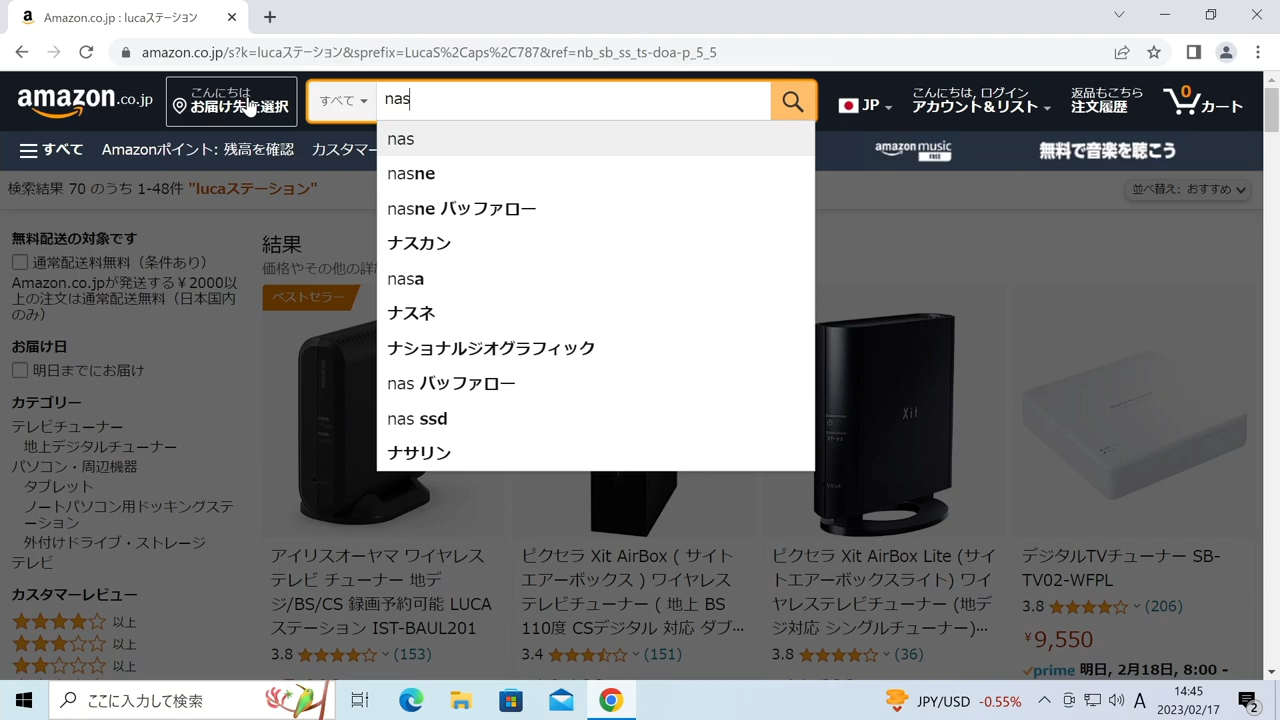 Amazon.co.jp : lucaステーション
amazon.co.jp/s?k=lucaステーション&sprefix=LucaS%2Caps%2C787&ref=nb_sb_ss_ts-doa-p_5_5
amazon.co.jp
こんにちは
お届け先を選択
すべて
nas
JP
こんにちは, ログイン
アカウント&リスト
返品もこちら
注文履歴
0
カート
すべて
Amazonポイント: 残高を確認
カスタマー
amazon music
FREE
無料で音楽を聴こう
検索結果 70 のうち 1-48件 "lucaステーション"
並べ替え: おすすめ
nas
nasne
nasne バッファロー
ナスカン
nasa
ナスネ
ナショナルジオグラフィック
nas バッファロー
nas ssd
ナサリン
無料配送の対象です
通常配送料無料（条件あり）
Amazon.co.jpが発送する￥2000以
上の注文は通常配送無料（日本国内
のみ）
お届け日
明日までにお届け
カテゴリー
テレビチューナー
地上デジタルチューナー
パソコン・周辺機器
タブレット
ノートパソコン用ドッキングステ
ーション
外付けドライブ・ストレージ
テレビ
カスタマーレビュー
以上
以上
以上
結果
価格やその他の詳
ベストセラー
Xit
アイリスオーヤマ ワイヤレス
テレビ チューナー 地デ
ジ/BS/CS 録画予約可能 LUCA
ステーション IST-BAUL201
3.8
(153)
ピクセラ Xit AirBox ( サイト
エアーボックス ) ワイヤレス
テレビチューナー ( 地上 BS
110度 CSデジタル 対応 ダブ…
3.4
(151)
ピクセラ Xit AirBox Lite (サイ
トエアーボックスライト) ワイ
ヤレステレビチューナー (地デ
ジ対応 シングルチューナー)…
3.8
(36)
デジタルTVチューナー SB-
TV02-WFPL
3.8
(206)
￥9,550
prime 明日, 2月18日, 8:00 -
ここに入力して検索
JPY/USD -0.55%
A
14:45
2023/02/17
2